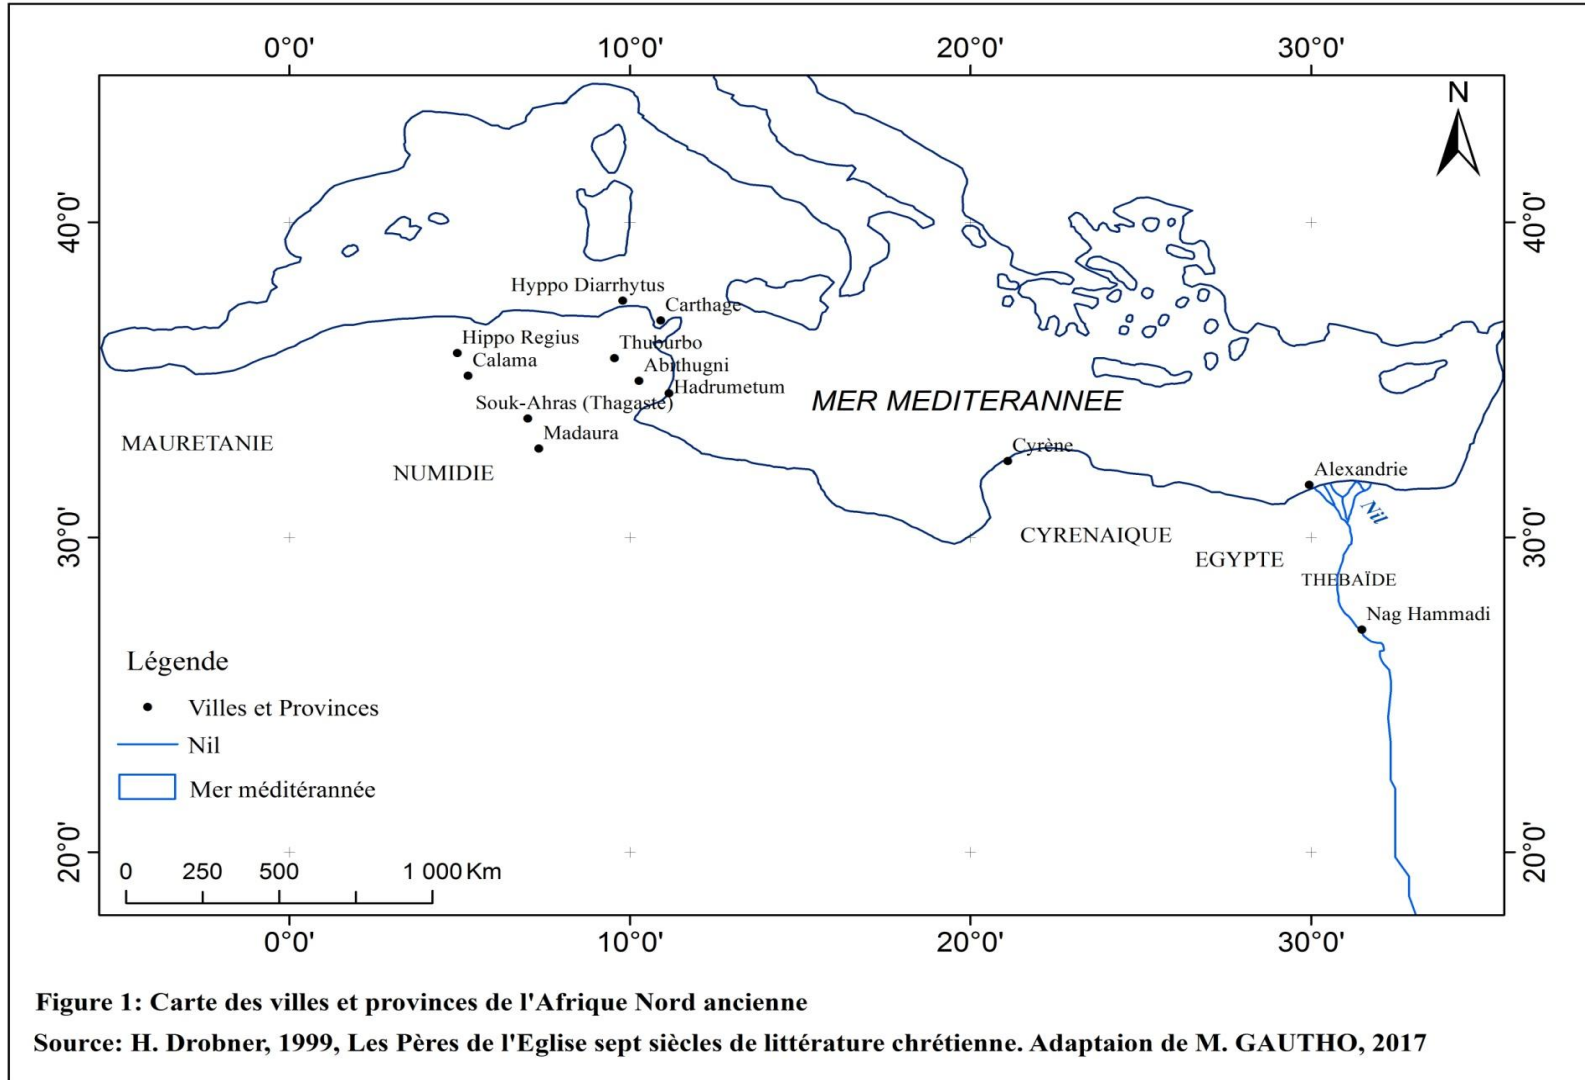 0°0' 10°0' 20°0' 30°0'
N
40°0' 40°0'
Hyppo Diarrhytus
Carthage
Hippo Regius
Thuburbo
Calama
Abithugni
Hadrumetum
Souk-Ahras (Thagaste)
MER MEDITERANNEE
Madaura
MAURETANIE
Cyrène
NUMIDIE
Alexandrie
Nil
30°0' 30°0'
CYRENAIQUE
EGYPTE
THEBAÏDE
Nag Hammadi
Légende
Villes et Provinces
Nil
Mer méditérannée
20°0' 20°0'
0 250 500 1 000 Km
0°0' 10°0' 20°0' 30°0'
Figure 1: Carte des villes et provinces de l'Afrique Nord ancienne
Source: H. Drobner, 1999, Les Pères de l'Eglise sept siècles de littérature chrétienne. Adaptaion de M. GAUTHO, 2017